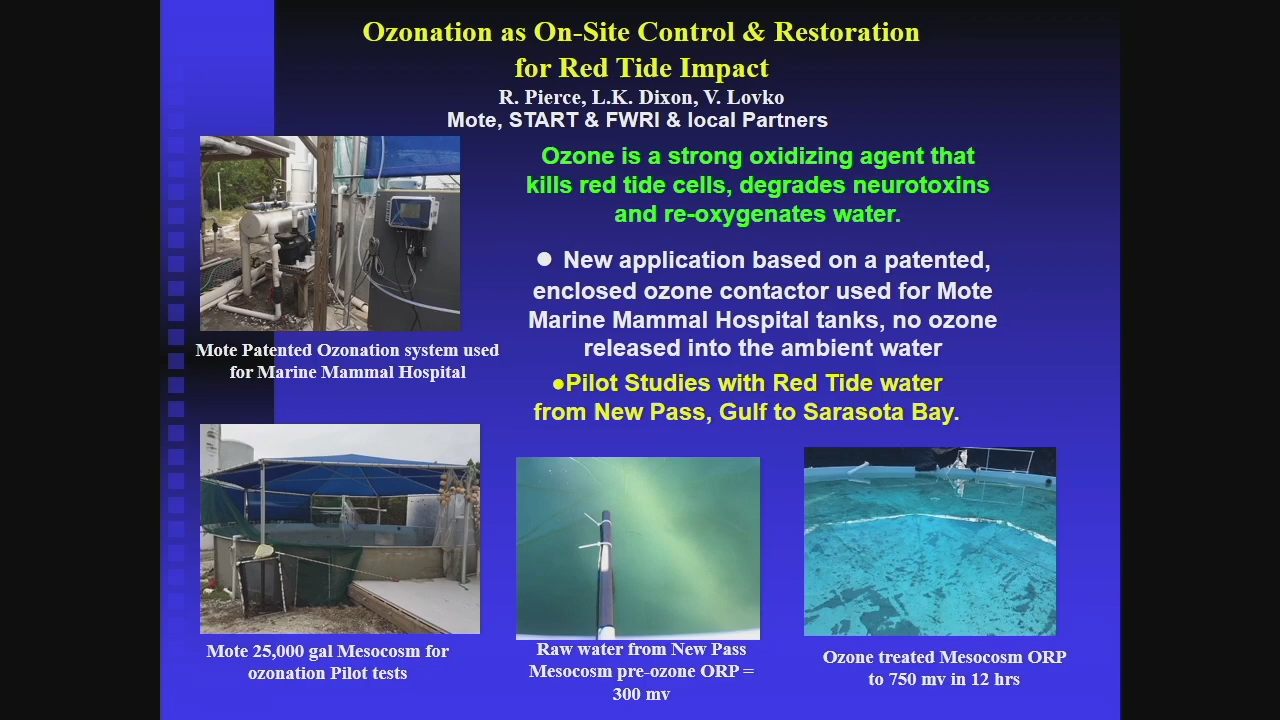 Ozonation as On-Site Control & Restoration
for Red Tide Impact
R. Pierce, L.K. Dixon, V. Lovko
Mote, START & FWRI & local Partners
Ozone is a strong oxidizing agent that
kills red tide cells, degrades neurotoxins
and re-oxygenates water.
● New application based on a patented,
enclosed ozone contactor used for Mote
Marine Mammal Hospital tanks, no ozone
released into the ambient water
●Pilot Studies with Red Tide water
from New Pass, Gulf to Sarasota Bay.
Mote Patented Ozonation system used
for Marine Mammal Hospital
Mote 25,000 gal Mesocosm for
ozonation Pilot tests
Raw water from New Pass
Mesocosm pre-ozone ORP =
300 mv
Ozone treated Mesocosm ORP
to 750 mv in 12 hrs